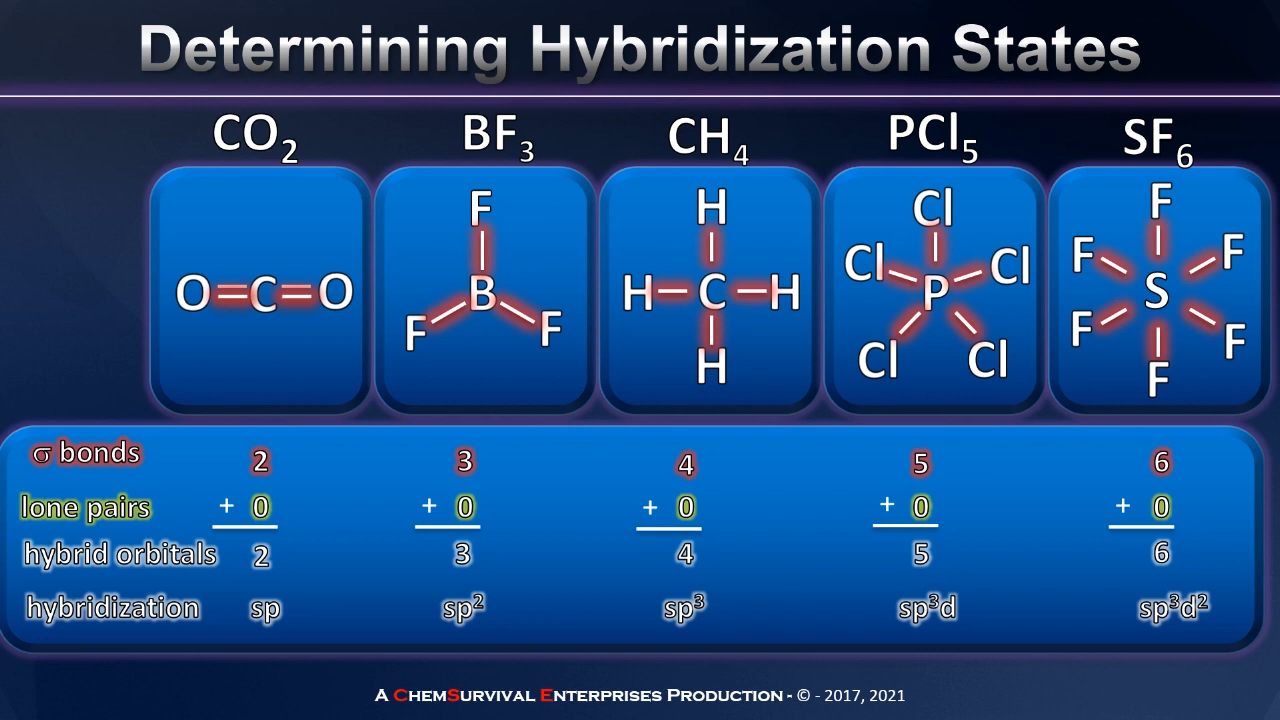 Determining Hybridization States
CO₂ BF₃ CH₄ PCl₅ SF₆
F H Cl F
Cl Cl F F
O=C=O B H C H P S
F F F F
H Cl Cl F
σ bonds 2 3 4 5 6
lone pairs + 0 + 0 + 0 + 0 + 0
hybrid orbitals 2 3 4 5 6
hybridization sp sp² sp³ sp³d sp³d²
A CHEMSURVIVAL ENTERPRISES PRODUCTION - © - 2017, 2021